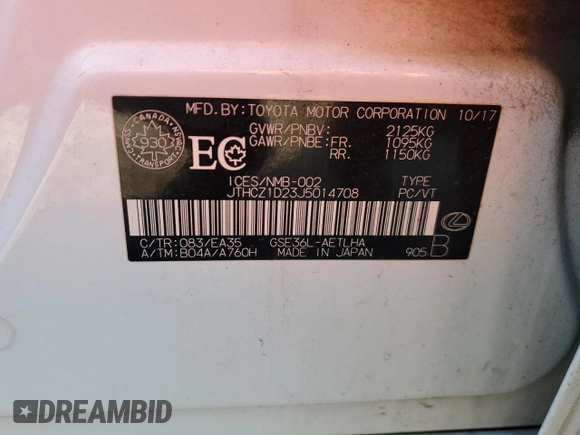 MFD.BY: TOYOTA MOTOR CORPORATION 10/17
GVWR/PNBV: 2125KG
GAWR/PNBE: FR. 1095KG
RR. 1150KG
CANADA
930
TRANSPORT
EC
ICES/NMB-002 TYPE
JTHCZ1D23J5014708 PC/VT
C/TR: 083/EA35 GSE36L-AETLHA
A/TM: B04A/A760H MADE IN JAPAN 905 B
DREAMBID